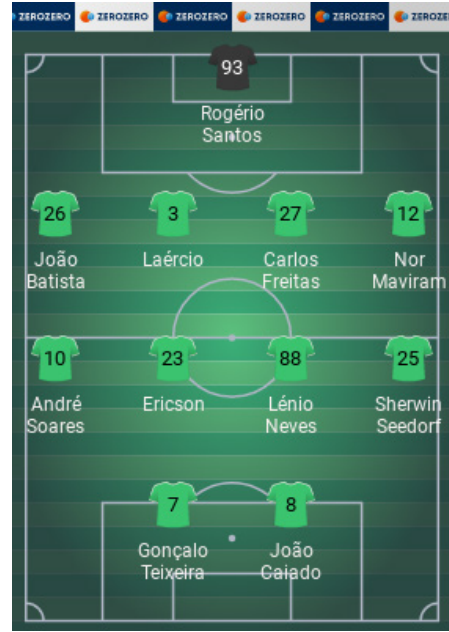 ZEROZERO ZEROZERO ZEROZERO ZEROZERO ZEROZERO ZEROZE
93
Rogério
Santos
26 3 27 12
João Laércio Carlos Nor
Batista Freitas Maviram
10 23 88 25
André Ericson Lénio Sherwin
Soares Neves Seedorf
7 8
Gonçalo João
Teixeira Caiado